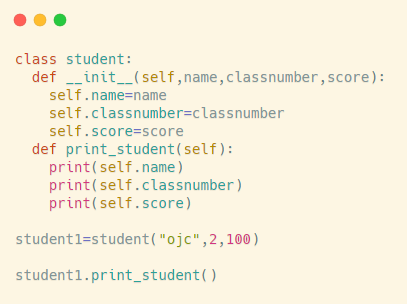 class student:
  def __init__(self,name,classnumber,score):
    self.name=name
    self.classnumber=classnumber
    self.score=score
  def print_student(self):
    print(self.name)
    print(self.classnumber)
    print(self.score)

student1=student("ojc",2,100)

student1.print_student()